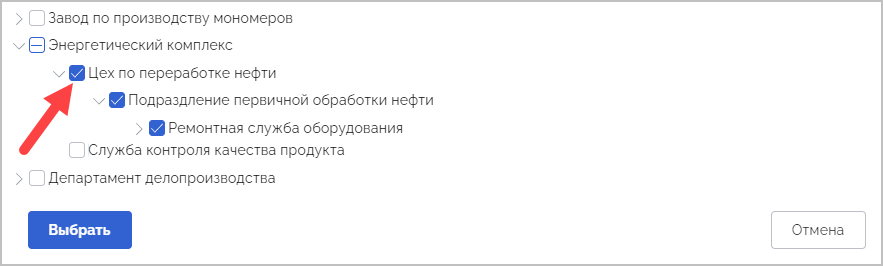 Завод по производству мономеров
Энергетический комплекс
Цех по переработке нефти
Подраздление первичной обработки нефти
Ремонтная служба оборудования
Служба контроля качества продукта
Департамент делопроизводства
Выбрать
Отмена